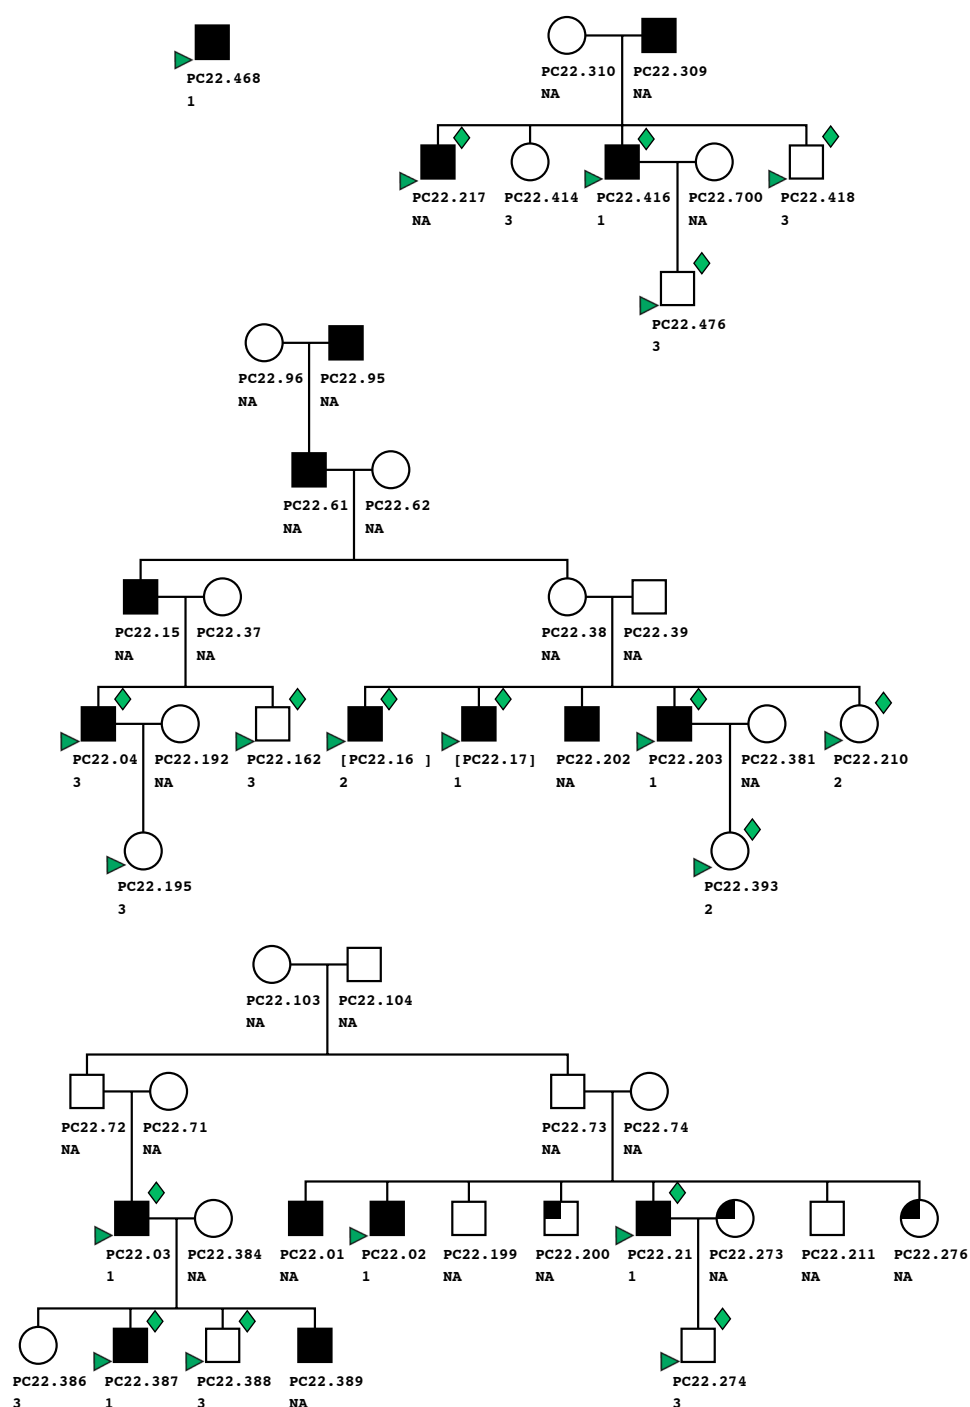 PC22.468
1
PC22.310 PC22.309
NA NA
PC22.217 PC22.414 PC22.416 PC22.700 PC22.418
NA 3 1 NA 3
PC22.476
3
PC22.96 PC22.95
NA NA
PC22.61 PC22.62
NA NA
PC22.15 PC22.37 PC22.38 PC22.39
NA NA NA NA
PC22.04 PC22.192 PC22.162 [PC22.16 ] [PC22.17] PC22.202 PC22.203 PC22.381 PC22.210
3 NA 3 2 1 NA 1 NA 2
PC22.195 PC22.393
3 2
PC22.103 PC22.104
NA NA
PC22.72 PC22.71 PC22.73 PC22.74
NA NA NA NA
PC22.03 PC22.384 PC22.01 PC22.02 PC22.199 PC22.200 PC22.21 PC22.273 PC22.211 PC22.276
1 NA NA 1 NA NA 1 NA NA NA
PC22.386 PC22.387 PC22.388 PC22.389 PC22.274
3 1 3 NA 3